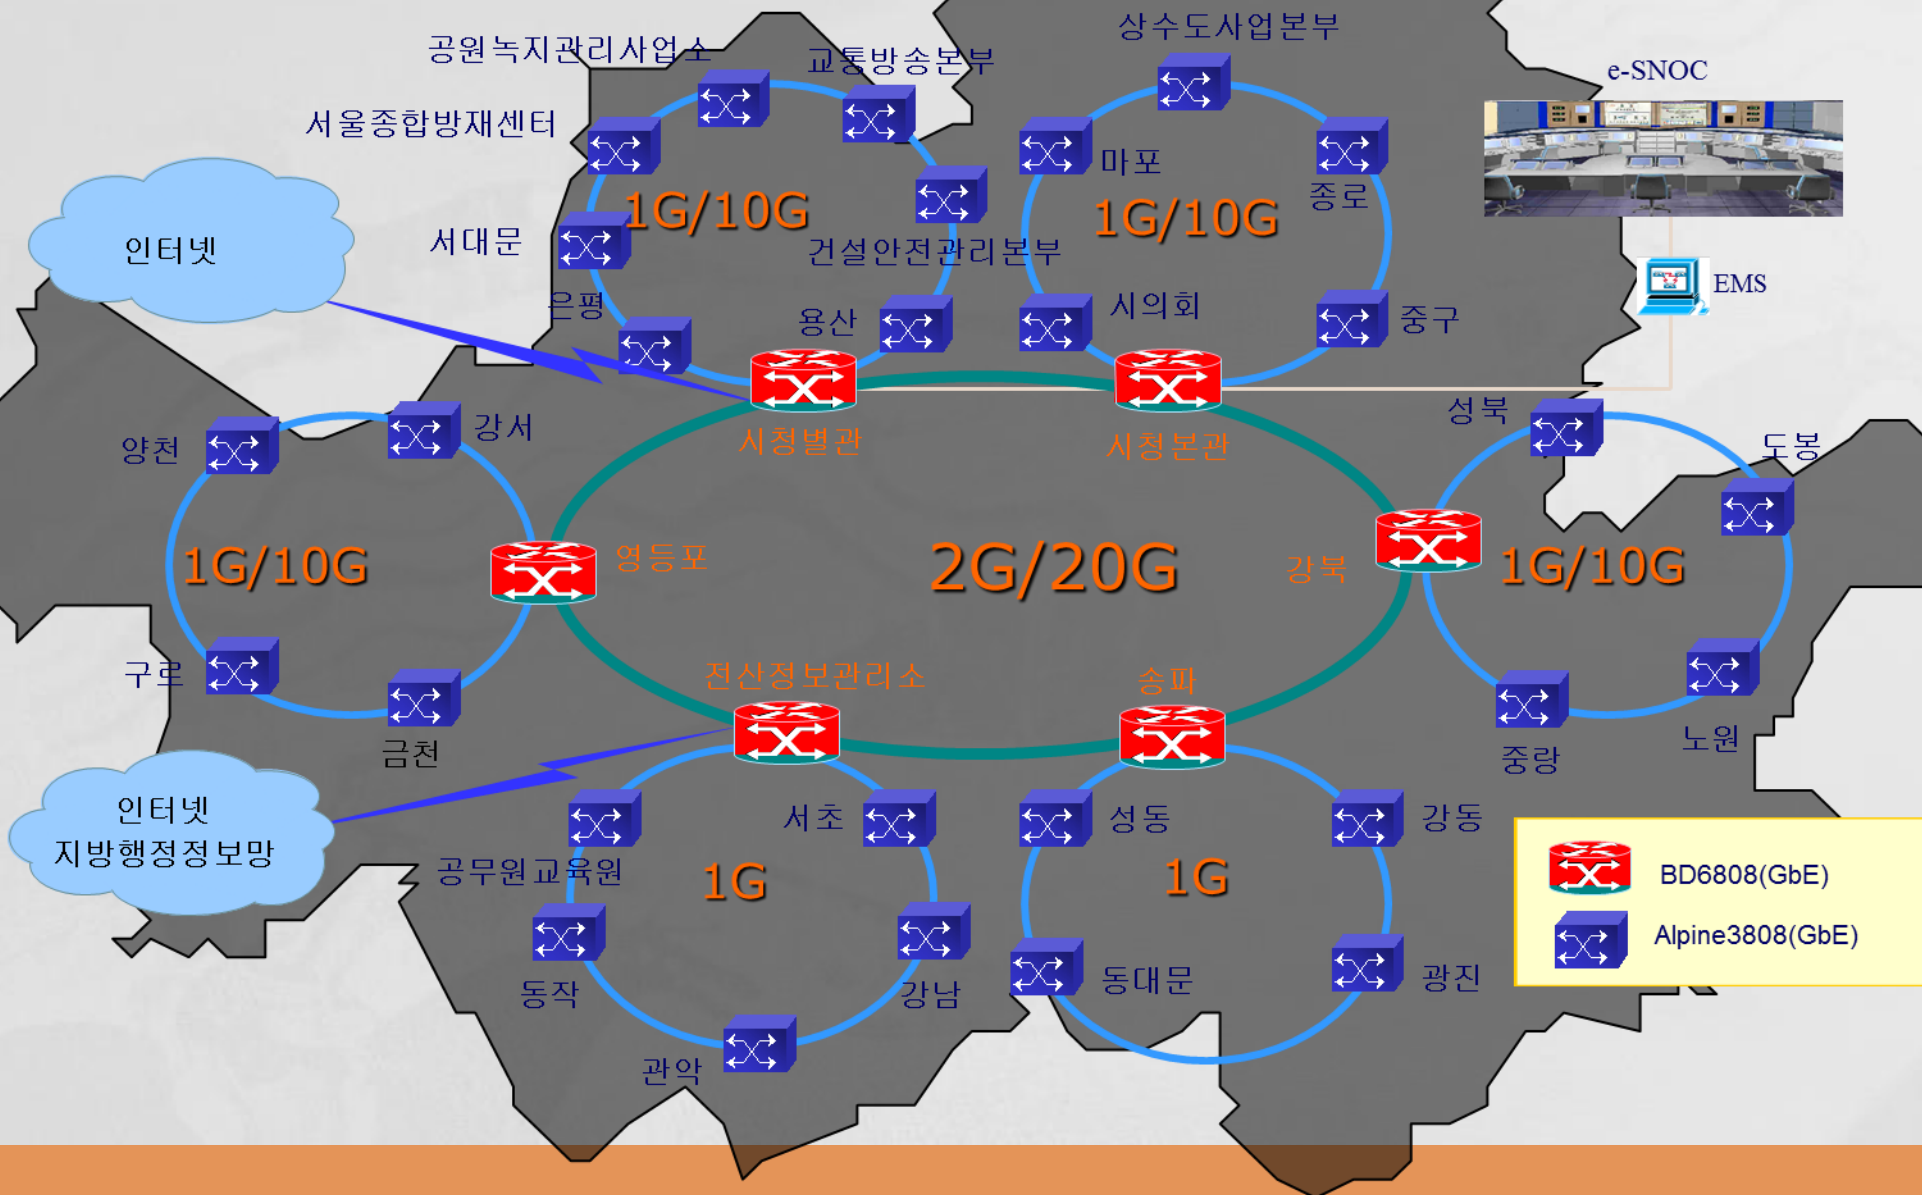 상수도사업본부
공원녹지관리사업소
교통방송본부
e-SNOC
서울종합방재센터
마포
종로
1G/10G
1G/10G
서대문
인터넷
건설안전관리본부
EMS
은평
용산
시의회
중구
성북
양천
강서
시청별관
시청본관
도봉
1G/10G
영등포
2G/20G
강북
1G/10G
구로
전산정보관리소
송파
금천
중랑
노원
인터넷
지방행정정보망
서초
성동
강동
공무원교육원
1G
1G
BD6808(GbE)
Alpine3808(GbE)
동작
강남
동대문
광진
관악